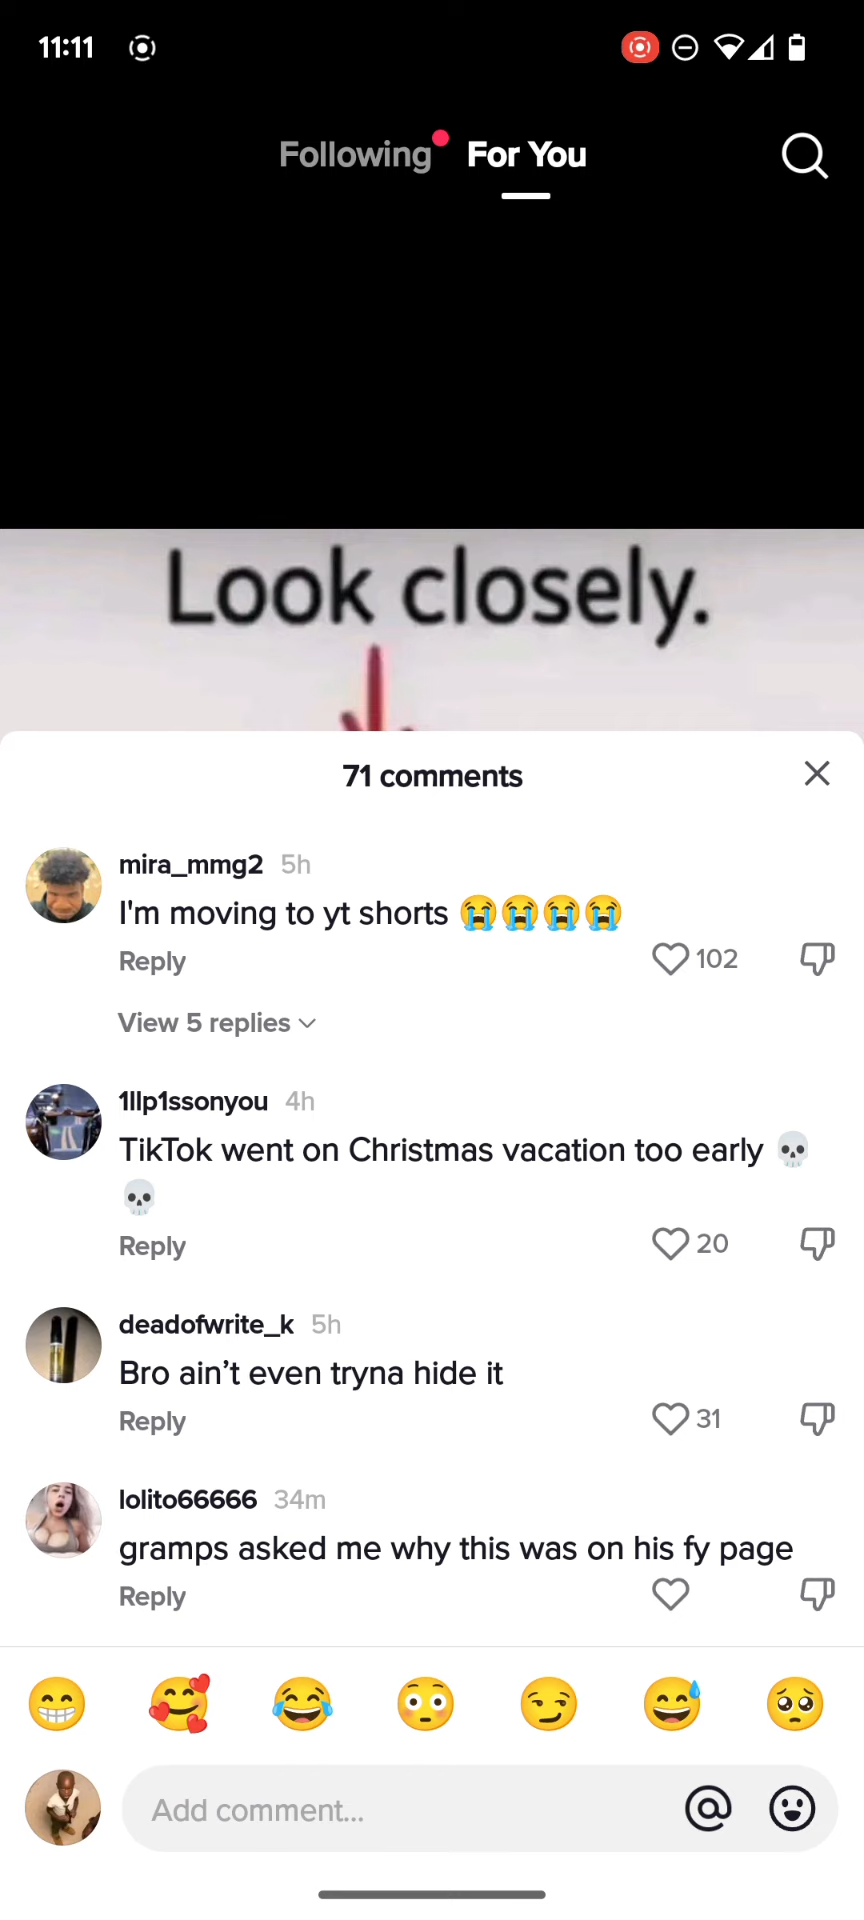 11:11
Following For You
Look closely.
71 comments
mira_mmg2 5h
I'm moving to yt shorts 😭😭😭😭
Reply 102
View 5 replies
1llp1ssonyou 4h
TikTok went on Christmas vacation too early 💀
💀
Reply 20
deadofwrite_k 5h
Bro ain’t even tryna hide it
Reply 31
lolito66666 34m
gramps asked me why this was on his fy page
Reply
Add comment...